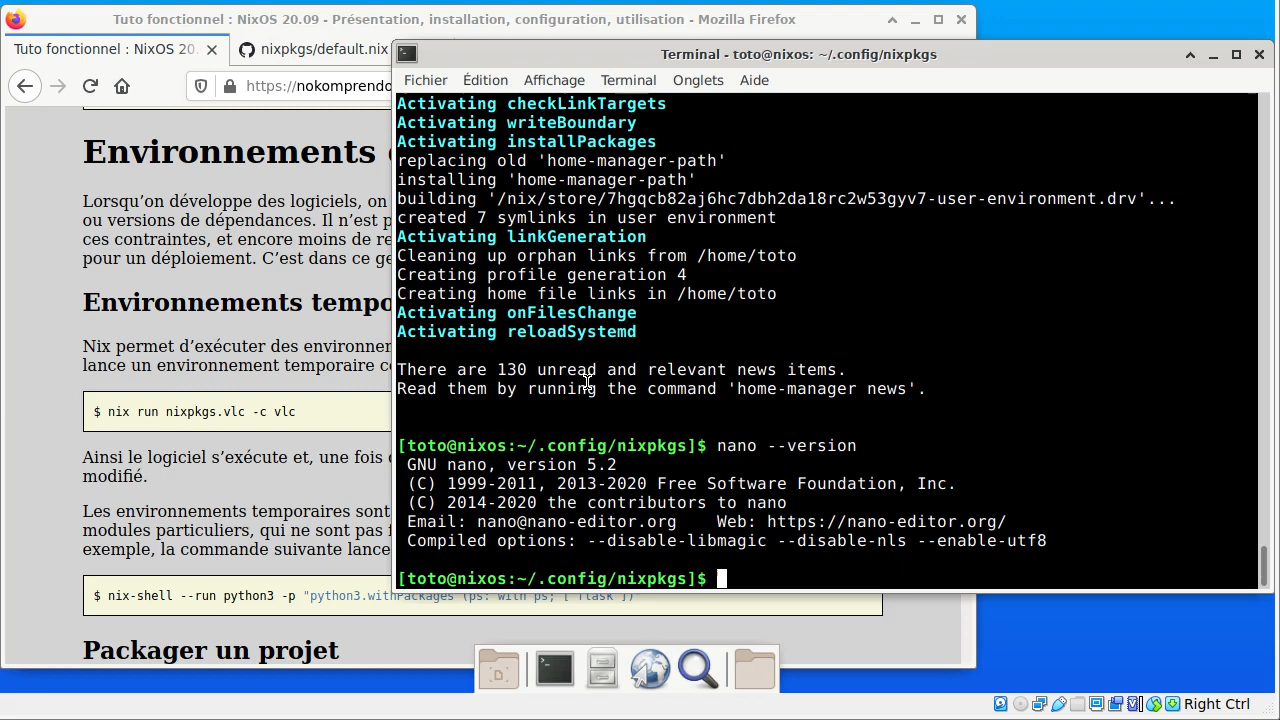 Tuto fonctionnel : NixOS 20.09 - Présentation, installation, configuration, utilisation - Mozilla Firefox
Tuto fonctionnel : NixOS 20.
nixpkgs/default.nix
https://nokomprendo
Environnements
Lorsqu’on développe des logiciels, on
ou versions de dépendances. Il n’est
ces contraintes, et encore moins de
pour un déploiement. C’est dans ce
Environnements
Nix permet d’exécuter des
lance un environnement temporaire
$ nix run nixpkgs.vlc -c vlc
Ainsi le logiciel s’exécute et, une fois
modifié.
Les environnements temporaires sont
modules particuliers, qui ne sont pas
exemple, la commande suivante lance
$ nix-shell --run python3 -p "python3.withPackages (ps: with ps; [ flask ])"
Packager un projet
Terminal - toto@nixos: ~/.config/nixpkgs
Fichier Édition Affichage Terminal Onglets Aide
Activating checkLinkTargets
Activating writeBoundary
Activating installPackages
replacing old 'home-manager-path'
installing 'home-manager-path'
building '/nix/store/7hgqcb82aj6hc7dbh2da18rc2w53gyv7-user-environment.drv'...
created 7 symlinks in user environment
Activating linkGeneration
Cleaning up orphan links from /home/toto
Creating profile generation 4
Creating home file links in /home/toto
Activating onFilesChange
Activating reloadSystemd
There are 130 unread and relevant news items.
Read them by running the command 'home-manager news'.
[toto@nixos:~/.config/nixpkgs]$ nano --version
GNU nano, version 5.2
(C) 1999-2011, 2013-2020 Free Software Foundation, Inc.
(C) 2014-2020 the contributors to nano
Email: nano@nano-editor.org Web: https://nano-editor.org/
Compiled options: --disable-libmagic --disable-nls --enable-utf8
[toto@nixos:~/.config/nixpkgs]$
Right Ctrl